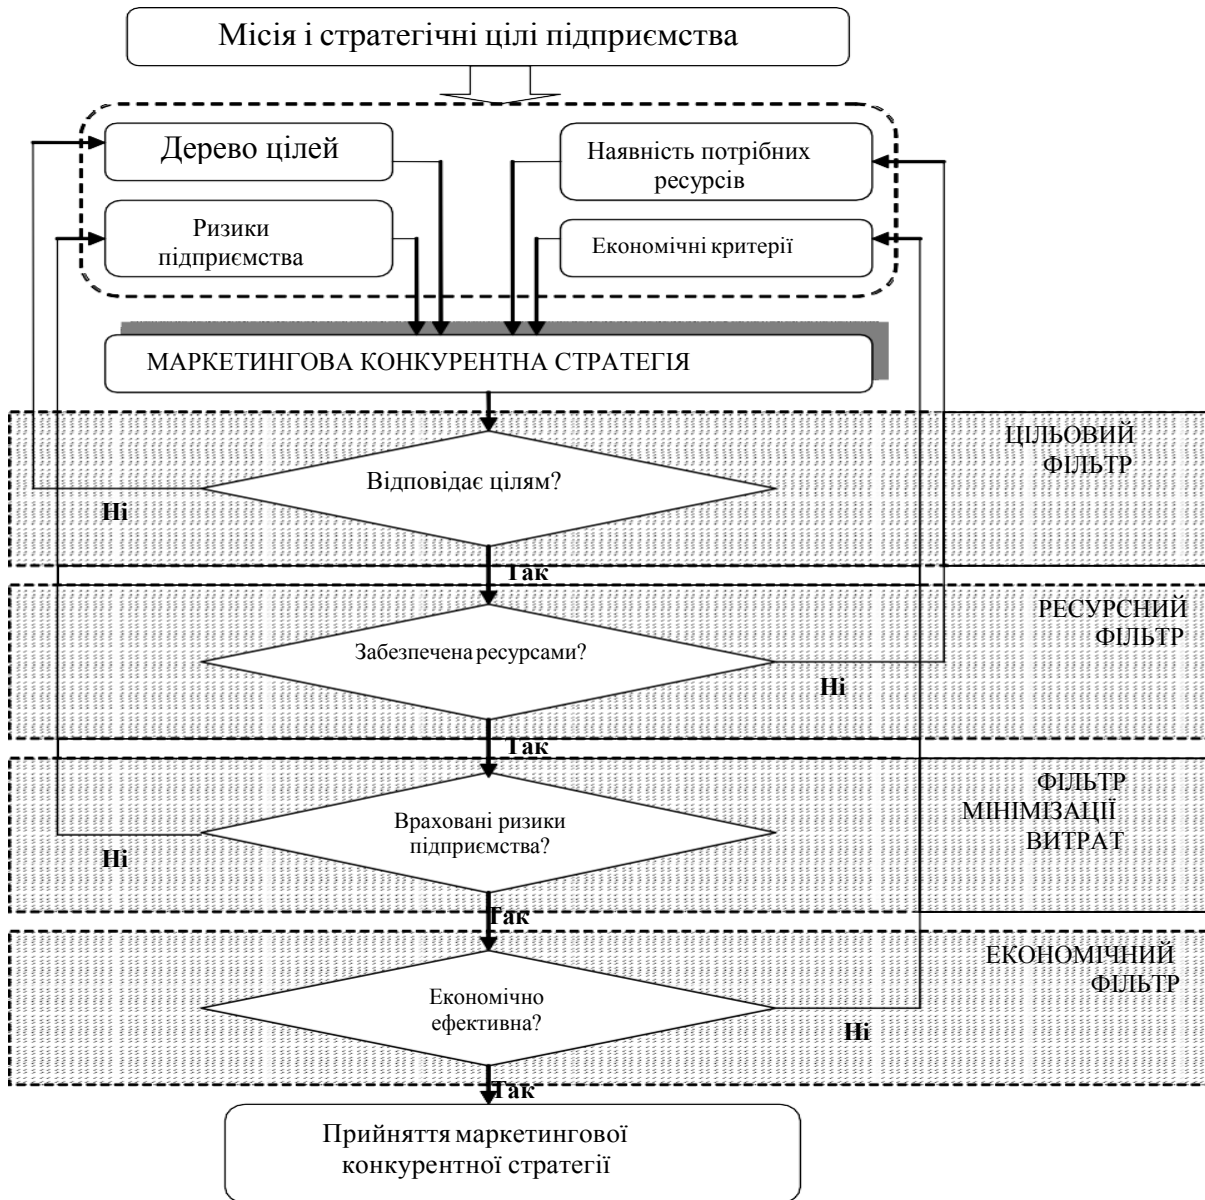 Місія і стратегічні цілі підприємства
Дерево цілей
Наявність потрібних
ресурсів
Ризики
підприємства
Економічні критерії
МАРКЕТИНГОВА КОНКУРЕНТНА СТРАТЕГІЯ
ЦІЛЬОВИЙ
ФІЛЬТР
Відповідає цілям?
Ні
Так
РЕСУРСНИЙ
ФІЛЬТР
Забезпечена ресурсами?
Ні
Так
ФІЛЬТР
МІНІМІЗАЦІЇ
ВИТРАТ
Враховані ризики
підприємства?
Ні
Так
ЕКОНОМІЧНИЙ
ФІЛЬТР
Економічно
ефективна?
Ні
Так
Прийняття маркетингової
конкурентної стратегії